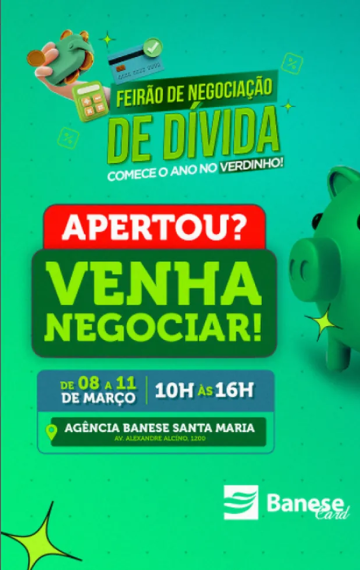 FEIRÃO DE NEGOCIAÇÃO
DE DÍVIDA
COMECE O ANO NO VERDINHO!
APERTOU?
VENHA
NEGOCIAR!
DE 08 A 11
DE MARÇO
10H ÀS 16H
AGÊNCIA BANESE SANTA MARIA
AV. ALEXANDRE ALCINO, 1200
Banese
Card